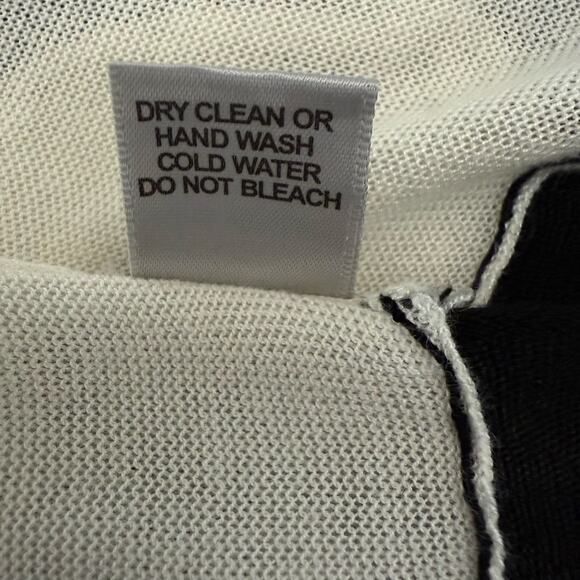 DRY CLEAN OR
HAND WASH
COLD WATER
DO NOT BLEACH